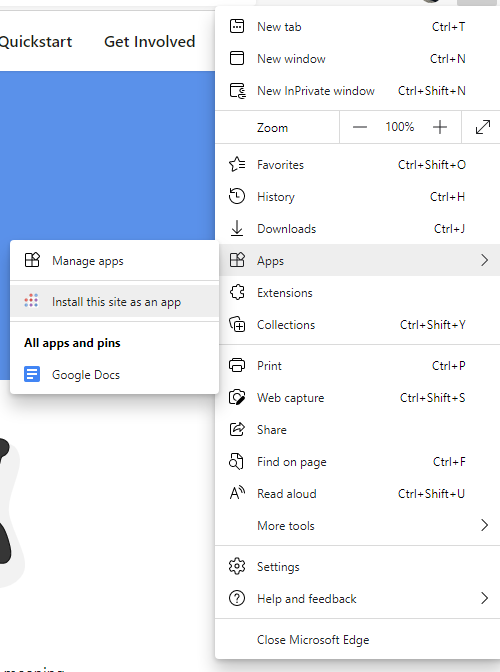 Quickstart Get Involved
New tab Ctrl+T
New window Ctrl+N
New InPrivate window Ctrl+Shift+N
Zoom 100%
Favorites Ctrl+Shift+O
History Ctrl+H
Downloads Ctrl+J
Apps
Extensions
Collections Ctrl+Shift+Y
Print Ctrl+P
Web capture Ctrl+Shift+S
Share
Find on page Ctrl+F
Read aloud Ctrl+Shift+U
More tools
Settings
Help and feedback
Close Microsoft Edge
Manage apps
Install this site as an app
All apps and pins
Google Docs